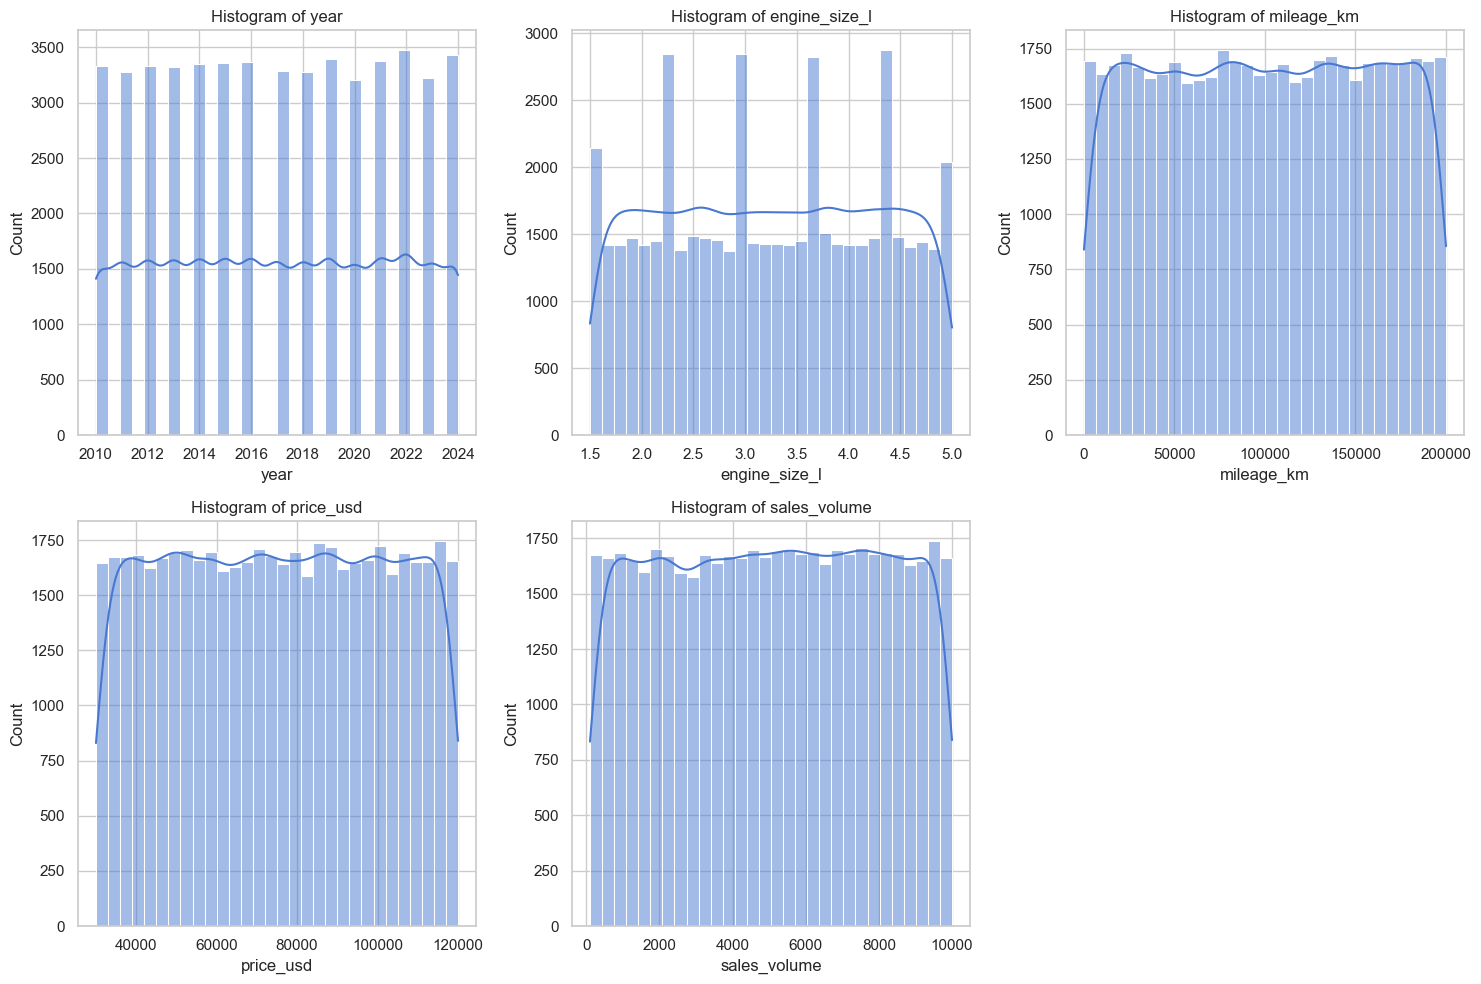 Histogram of year
Count
3500
3000
2500
2000
1500
1000
500
0
2010 2012 2014 2016 2018 2020 2022 2024
year
Histogram of engine_size_l
Count
3000
2500
2000
1500
1000
500
0
1.5 2.0 2.5 3.0 3.5 4.0 4.5 5.0
engine_size_l
Histogram of mileage_km
Count
1750
1500
1250
1000
750
500
250
0
0 50000 100000 150000 200000
mileage_km
Histogram of price_usd
Count
1750
1500
1250
1000
750
500
250
0
40000 60000 80000 100000 120000
price_usd
Histogram of sales_volume
Count
1750
1500
1250
1000
750
500
250
0
0 2000 4000 6000 8000 10000
sales_volume